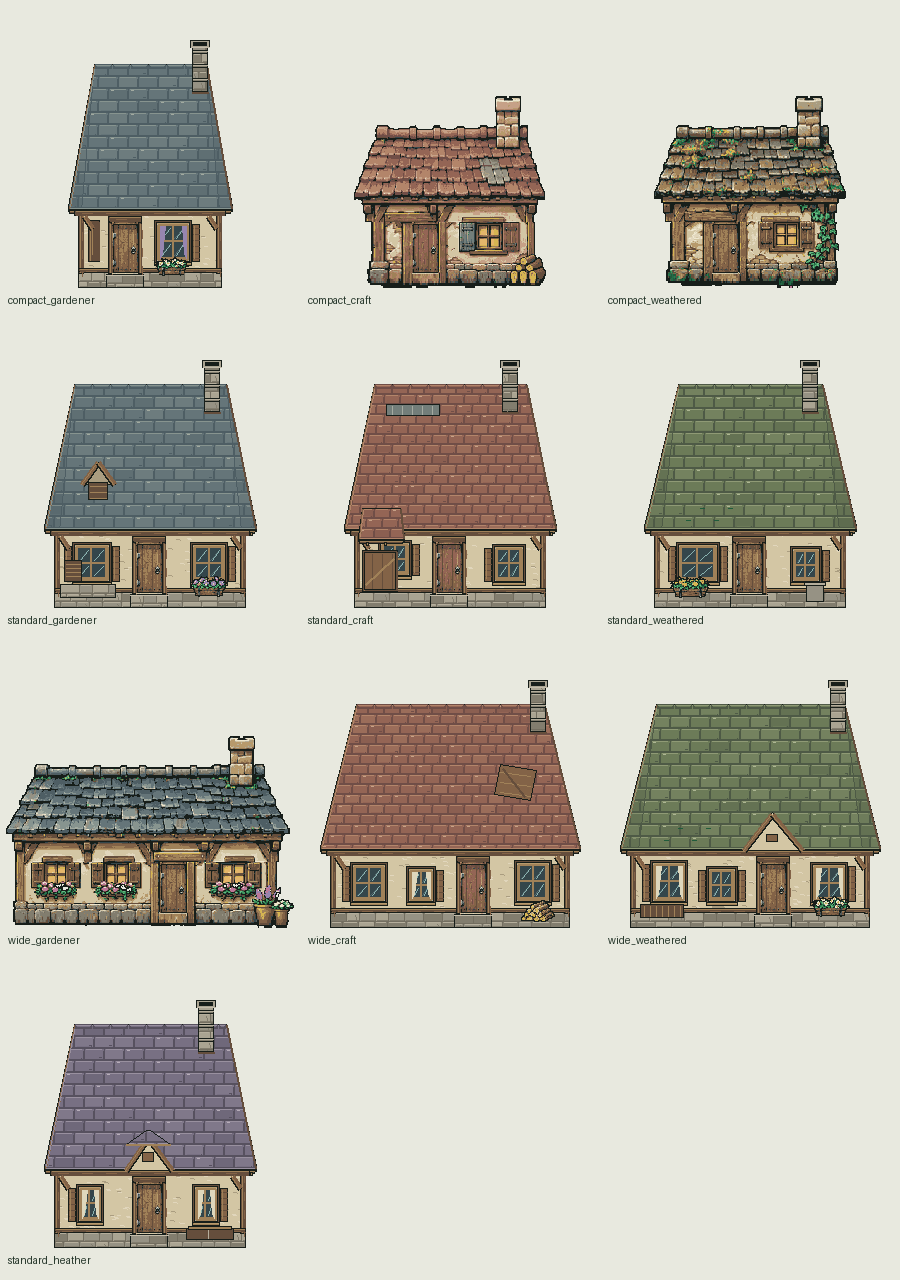 compact_gardener
compact_craft
compact_weathered
standard_gardener
standard_craft
standard_weathered
wide_gardener
wide_craft
wide_weathered
standard_heather